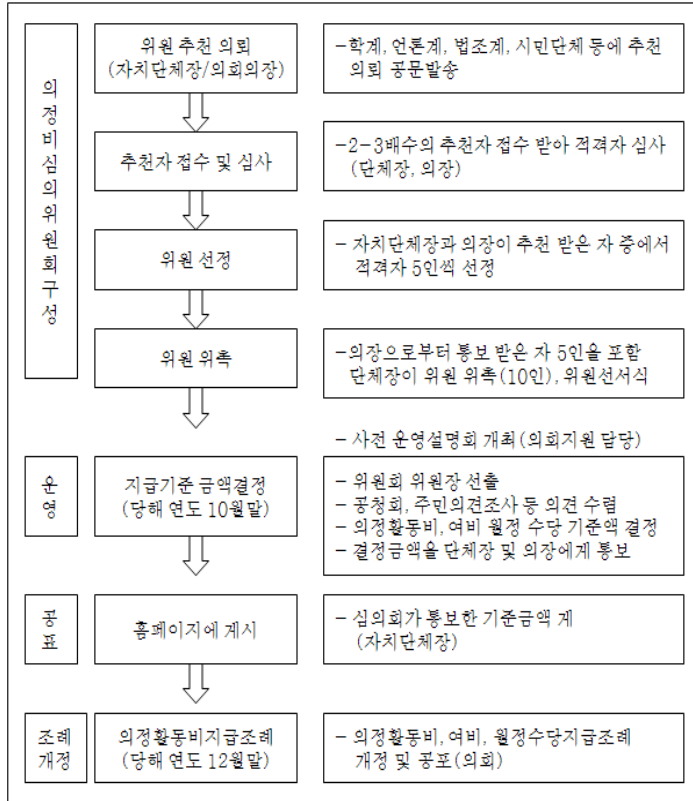 의정비심의위원회구성
위원 추천 의뢰
(자치단체장/의회의장)
-학계, 언론계, 법조계, 시민단체 등에 추천
의뢰 공문발송
추천자 접수 및 심사
-2-3배수의 추천자 접수 받아 적격자 심사
(단체장, 의장)
위원 선정
- 자치단체장과 의장이 추천 받은 자 중에서
적격자 5인씩 선정
위원 위촉
-의장으로부터 통보 받은 자 5인을 포함
단체장이 위원 위촉(10인), 위원선서식
- 사전 운영설명회 개최(의회지원 담당)
운영
지급기준 금액결정
(당해 연도 10월말)
- 위원회 위원장 선출
- 공청회, 주민의견조사 등 의견 수렴
- 의정활동비, 여비 월정 수당 기준액 결정
- 결정금액을 단체장 및 의장에게 통보
공표
홈페이지에 게시
- 심의회가 통보한 기준금액 게
(자치단체장)
조례
개정
의정활동비지급조례
(당해 연도 12월말)
- 의정활동비, 여비, 월정수당지급조례
개정 및 공포(의회)